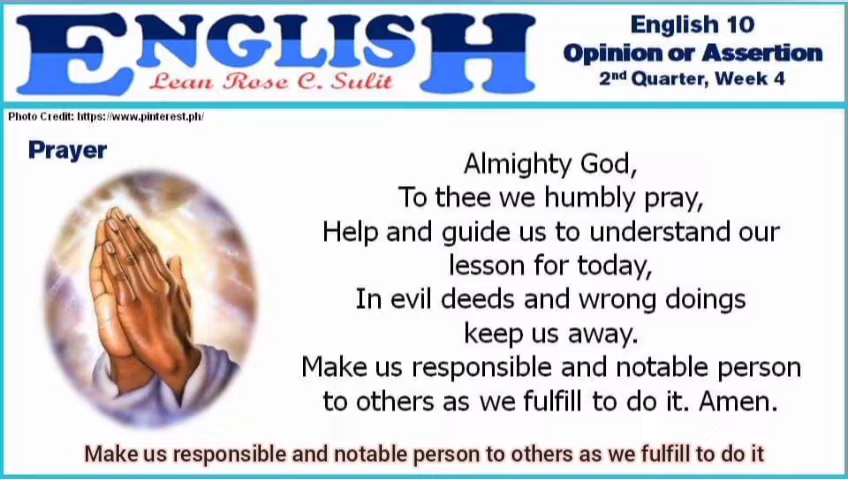 ENGLISH
Lean Rose C. Sulit
English 10
Opinion or Assertion
2nd Quarter, Week 4
Photo Credit: https://www.pinterest.ph/
Prayer
Almighty God,
To thee we humbly pray,
Help and guide us to understand our
lesson for today,
In evil deeds and wrong doings
keep us away.
Make us responsible and notable person
to others as we fulfill to do it. Amen.
Make us responsible and notable person to others as we fulfill to do it